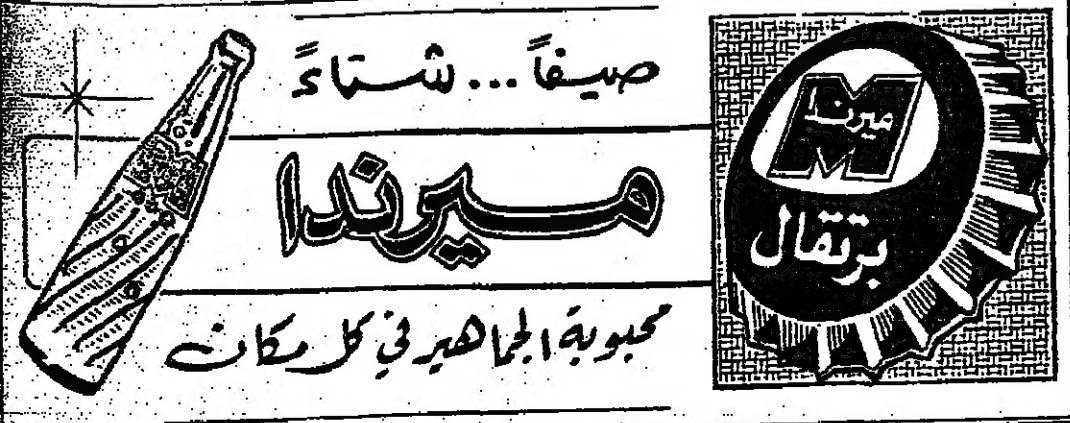 صيفاً... شتاءً
ميرندا
محبوبة الجماهير في كل مكان
M
ميرندا
برتقال